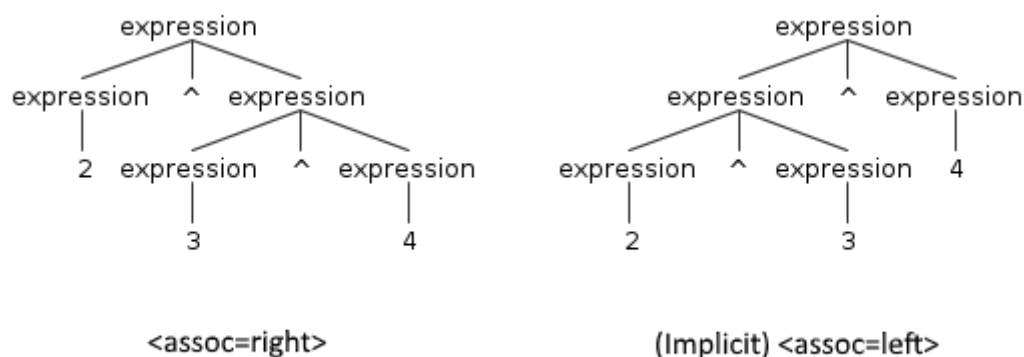 expression expression
expression ^ expression expression ^ expression
2 expression ^ expression expression ^ expression 4
3 4 2 3
<assoc=right> (Implicit) <assoc=left>